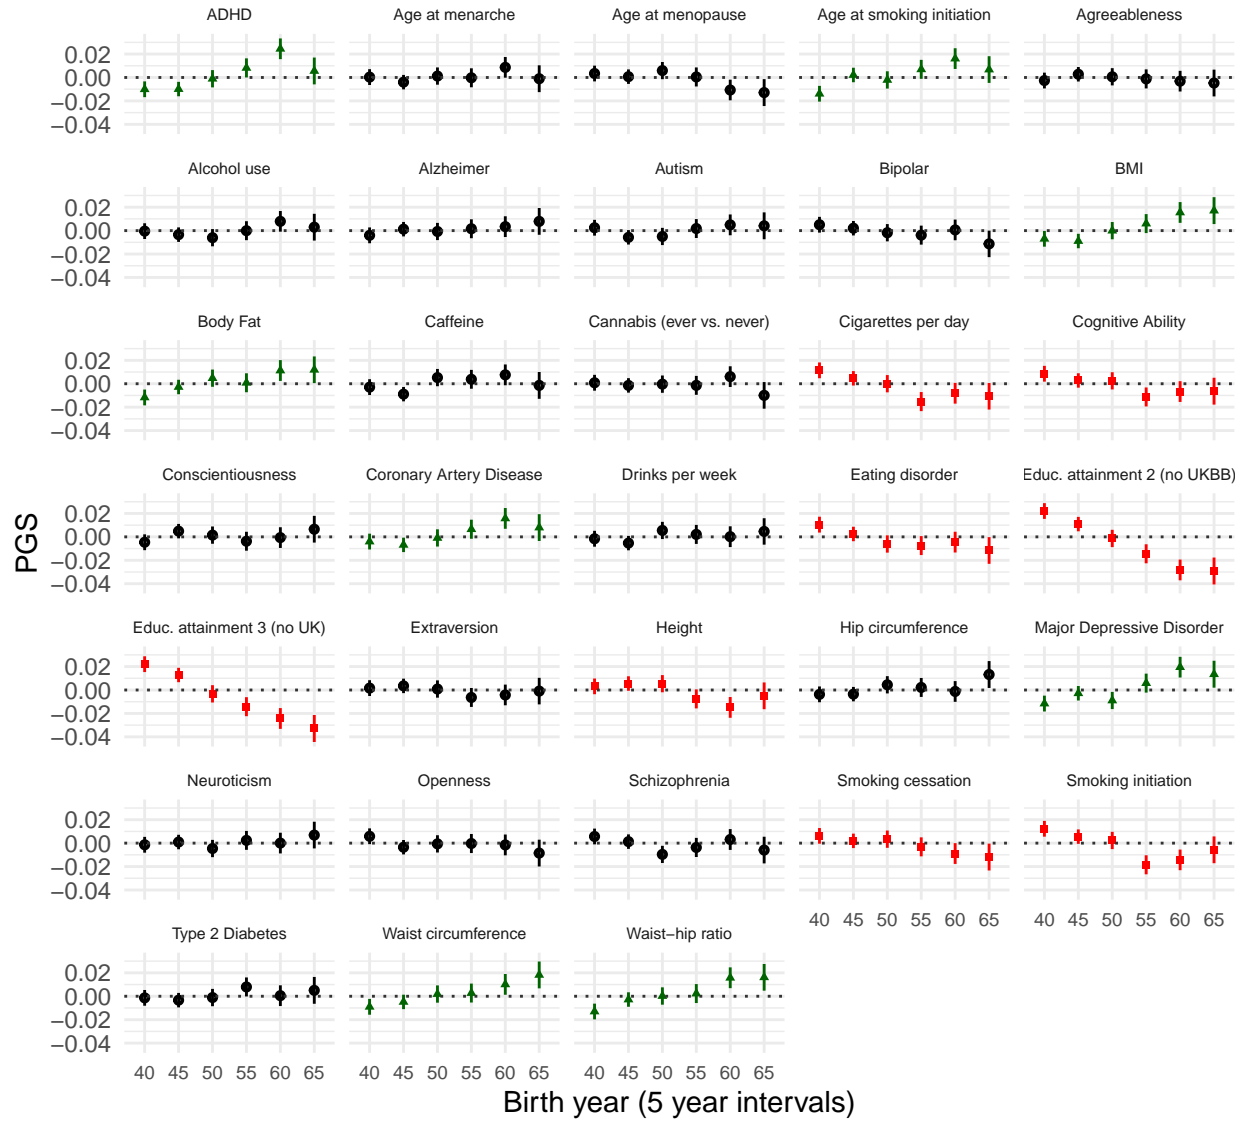 ADHD Age at menarche Age at menopause Age at smoking initiation Agreeableness
0.02
0.00
−0.02
−0.04
Alcohol use Alzheimer Autism Bipolar BMI
0.02
0.00
−0.02
−0.04
Body Fat Caffeine Cannabis (ever vs. never) Cigarettes per day Cognitive Ability
0.02
0.00
−0.02
−0.04
Conscientiousness Coronary Artery Disease Drinks per week Eating disorder Educ. attainment 2 (no UKBB)
0.02
0.00
−0.02
−0.04
PGS
Educ. attainment 3 (no UK) Extraversion Height Hip circumference Major Depressive Disorder
0.02
0.00
−0.02
−0.04
Neuroticism Openness Schizophrenia Smoking cessation Smoking initiation
0.02
0.00
−0.02
−0.04
40 45 50 55 60 65 40 45 50 55 60 65
Type 2 Diabetes Waist circumference Waist−hip ratio
0.02
0.00
−0.02
−0.04
40 45 50 55 60 65 40 45 50 55 60 65 40 45 50 55 60 65
Birth year (5 year intervals)